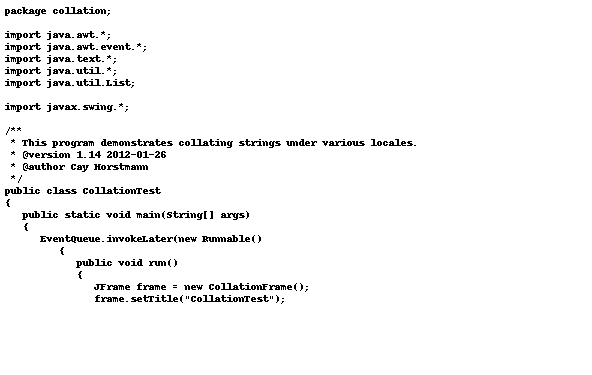 package collation;

import java.awt.*;
import java.awt.event.*;
import java.text.*;
import java.util.*;
import java.util.List;

import javax.swing.*;

/**
 * This program demonstrates collating strings under various locales.
 * @version 1.14 2012-01-26
 * @author Cay Horstmann
 */
public class CollationTest
{
   public static void main(String[] args)
   {
      EventQueue.invokeLater(new Runnable()
         {
            public void run()
            {
               JFrame frame = new CollationFrame();
               frame.setTitle("CollationTest");